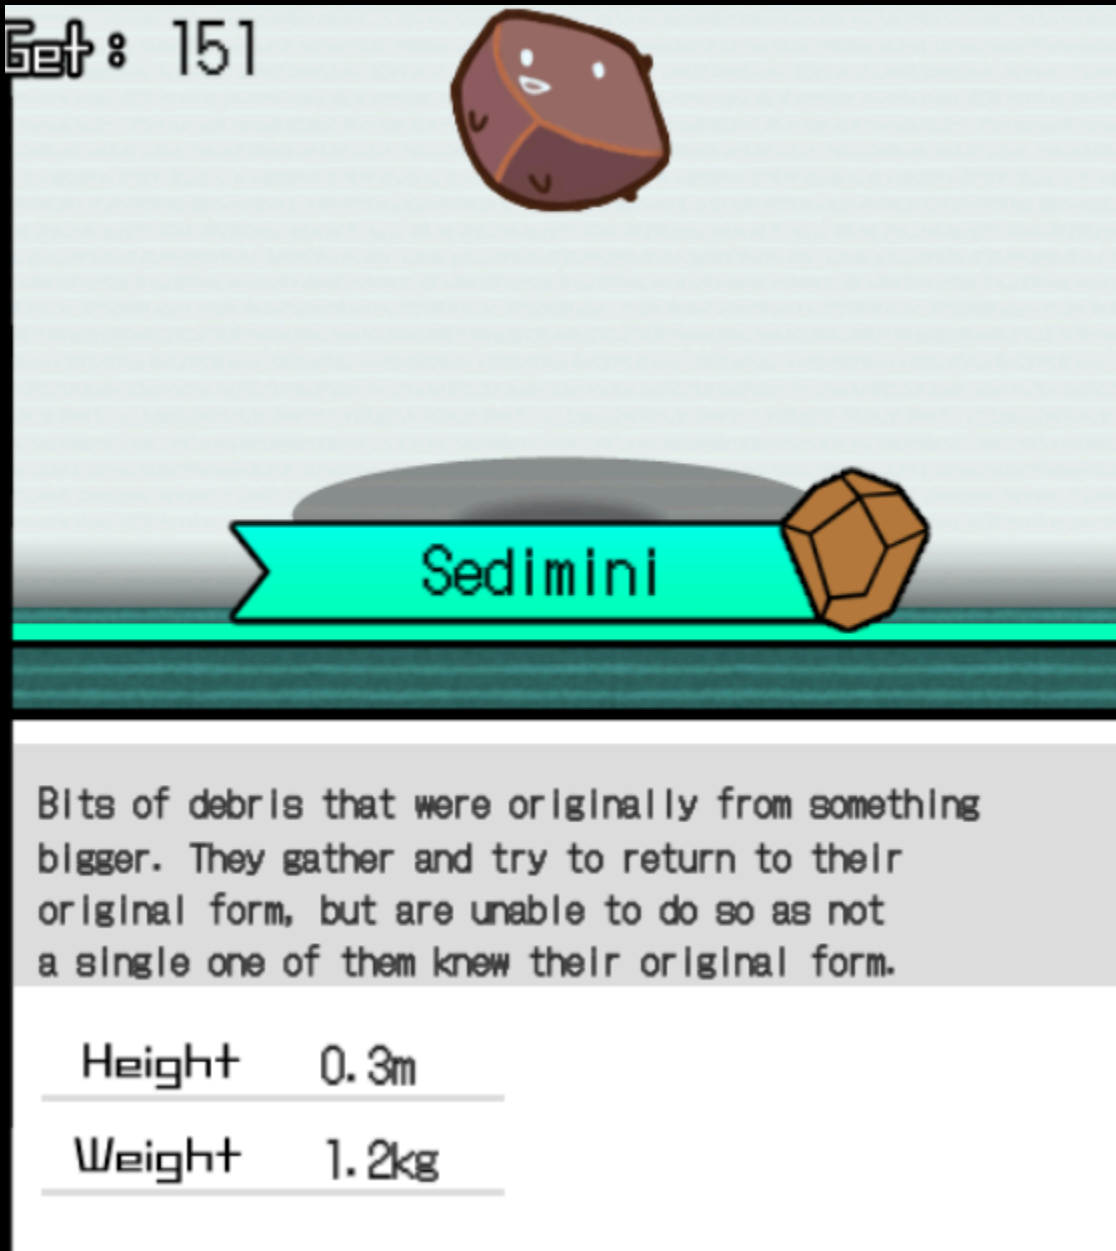 Get: 151
Sedimini
Bits of debris that were originally from something
bigger. They gather and try to return to their
original form, but are unable to do so as not
a single one of them knew their original form.
Height 0.3m
Weight 1.2kg